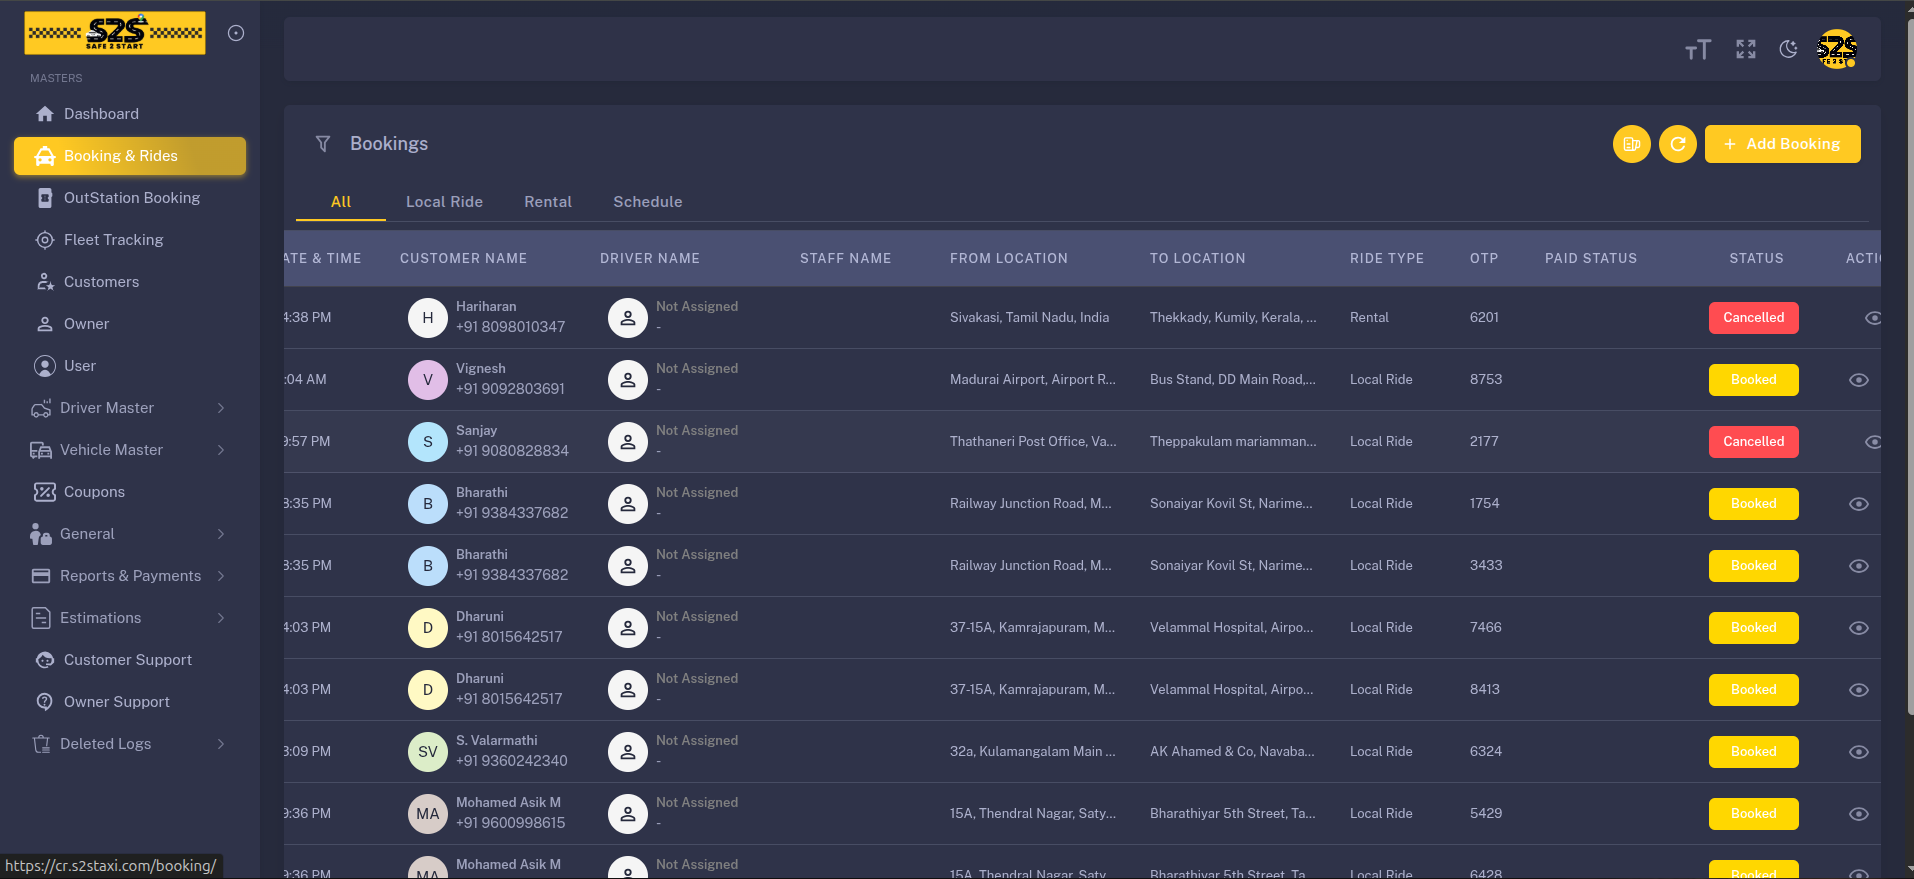 S2S
SAFE 2 START
MASTERS
Dashboard
Booking & Rides
OutStation Booking
Fleet Tracking
Customers
Owner
User
Driver Master
Vehicle Master
Coupons
General
Reports & Payments
Estimations
Customer Support
Owner Support
Deleted Logs
https://cr.s2staxi.com/booking/
TT
S2S
Bookings
+ Add Booking
All Local Ride Rental Schedule
ATE & TIME CUSTOMER NAME DRIVER NAME STAFF NAME FROM LOCATION TO LOCATION RIDE TYPE OTP PAID STATUS STATUS ACTI
4:38 PM H Hariharan +91 8098010347 Not Assigned - Sivakasi, Tamil Nadu, India Thekkady, Kumily, Kerala, ... Rental 6201 Cancelled
:04 AM V Vignesh +91 9092803691 Not Assigned - Madurai Airport, Airport R... Bus Stand, DD Main Road,... Local Ride 8753 Booked
9:57 PM S Sanjay +91 9080828834 Not Assigned - Thathaneri Post Office, Va... Theppakulam mariamman... Local Ride 2177 Cancelled
8:35 PM B Bharathi +91 9384337682 Not Assigned - Railway Junction Road, M... Sonaiyar Kovil St, Narime... Local Ride 1754 Booked
8:35 PM B Bharathi +91 9384337682 Not Assigned - Railway Junction Road, M... Sonaiyar Kovil St, Narime... Local Ride 3433 Booked
4:03 PM D Dharuni +91 8015642517 Not Assigned - 37-15A, Kamrajapuram, M... Velammal Hospital, Airpo... Local Ride 7466 Booked
4:03 PM D Dharuni +91 8015642517 Not Assigned - 37-15A, Kamrajapuram, M... Velammal Hospital, Airpo... Local Ride 8413 Booked
3:09 PM SV S. Valarmathi +91 9360242340 Not Assigned - 32a, Kulamangalam Main ... AK Ahamed & Co, Navaba... Local Ride 6324 Booked
9:36 PM MA Mohamed Asik M +91 9600998615 Not Assigned - 15A, Thendral Nagar, Saty... Bharathiyar 5th Street, Ta... Local Ride 5429 Booked
9:36 PM MA Mohamed Asik M Not Assigned 15A, Thendral Nagar, Saty... Bharathiyar 5th Street, Ta... Local Ride 6428 Booked